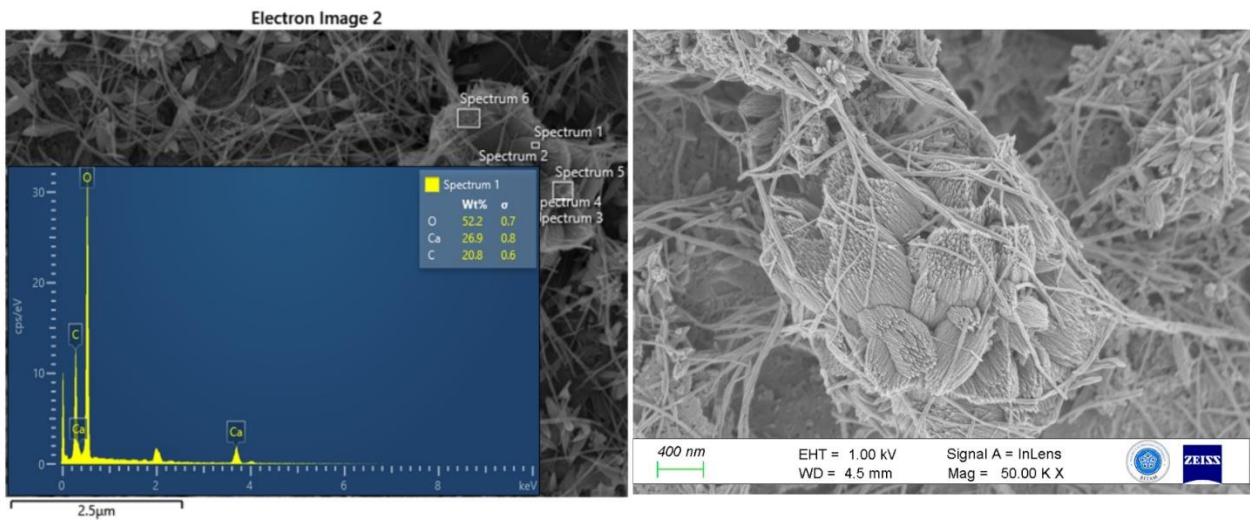 Electron Image 2
Spectrum 6
Spectrum 1
Spectrum 2
Spectrum 5
Spectrum 4
Spectrum 3
Spectrum 1
Wt% σ
O 52.2 0.7
Ca 26.9 0.8
C 20.8 0.6
cps/eV
30
20
10
0
O
C
Ca
Ca
0 2 4 6 8 keV
2.5µm
400 nm
EHT = 1.00 kV Signal A = InLens
WD = 4.5 mm Mag = 50.00 K X
ZEISS